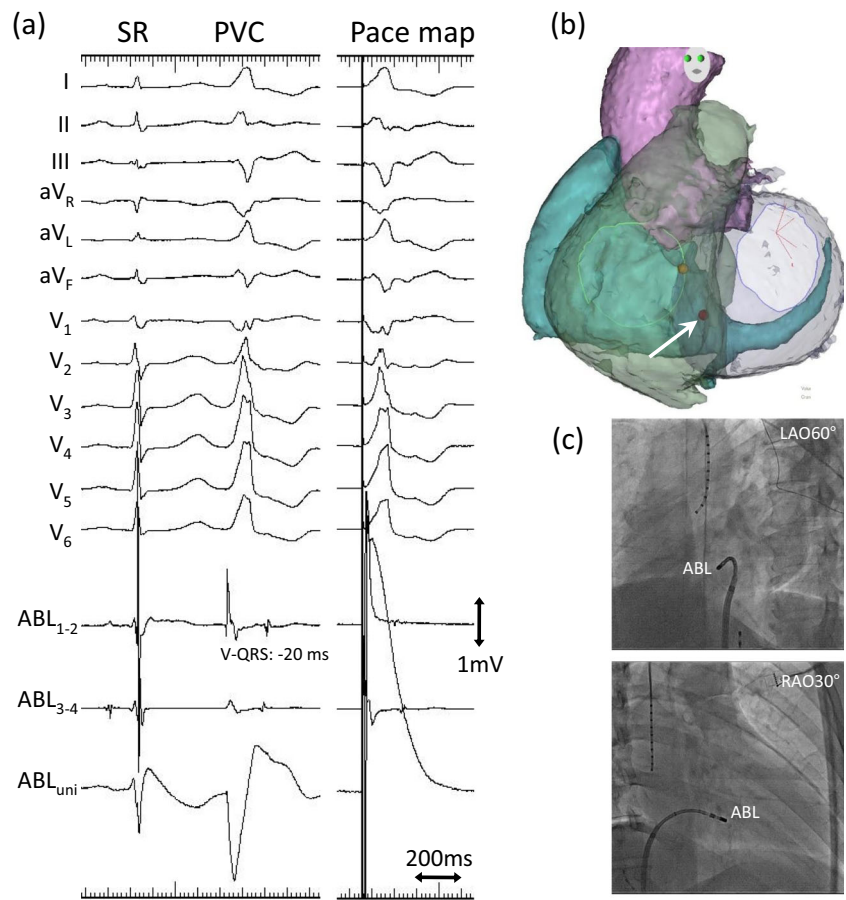 (a)
SR PVC Pace map
I
II
III
aVR
aVL
aVF
V1
V2
V3
V4
V5
V6
ABL1-2
V-QRS: -20 ms
1mV
ABL3-4
ABLuni
200ms
(b)
(c)
LAO60°
ABL
RAO30°
ABL